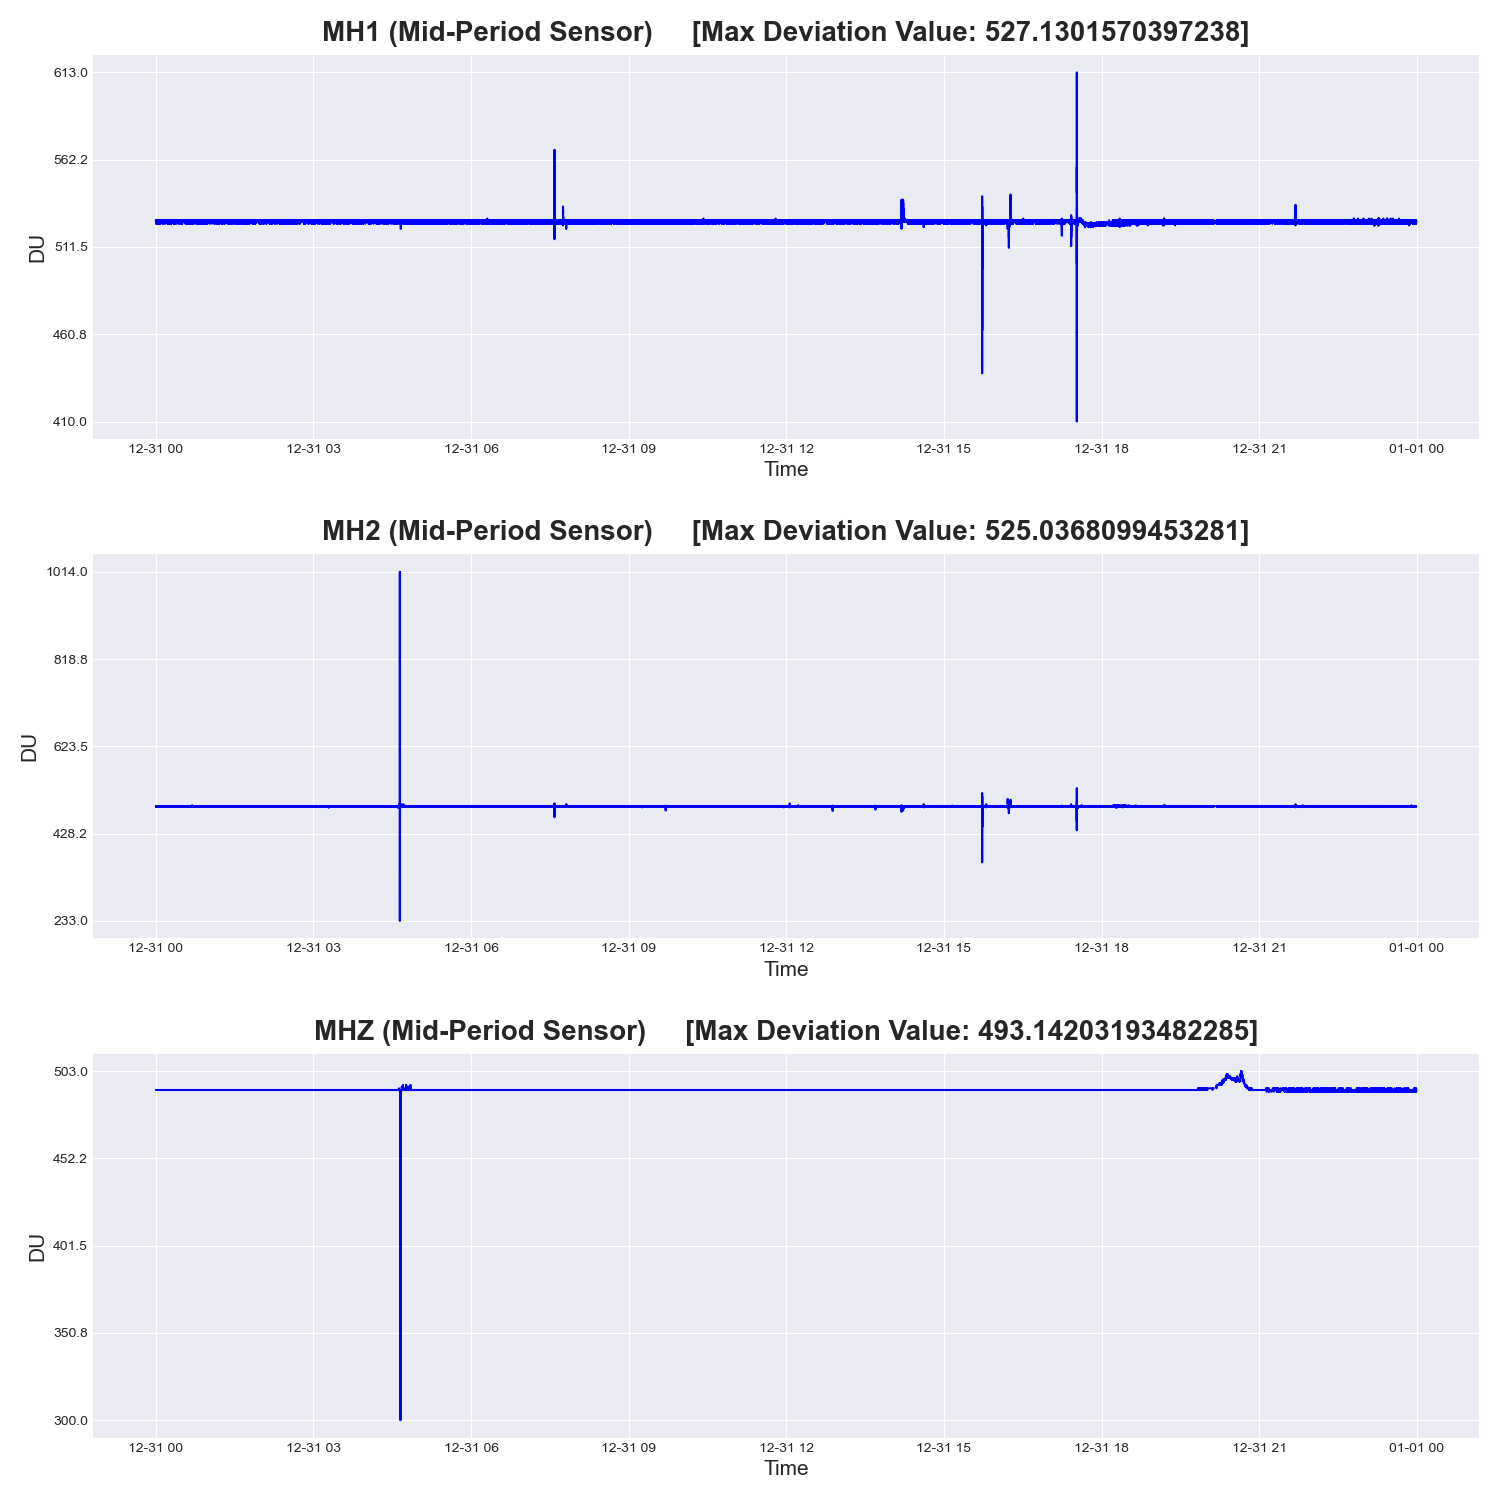 MH1 (Mid-Period Sensor) [Max Deviation Value: 527.1301570397238]
613.0
562.2
511.5
460.8
410.0
DU
12-31 00 12-31 03 12-31 06 12-31 09 12-31 12 12-31 15 12-31 18 12-31 21 01-01 00
Time
MH2 (Mid-Period Sensor) [Max Deviation Value: 525.0368099453281]
1014.0
818.8
623.5
428.2
233.0
DU
12-31 00 12-31 03 12-31 06 12-31 09 12-31 12 12-31 15 12-31 18 12-31 21 01-01 00
Time
MHZ (Mid-Period Sensor) [Max Deviation Value: 493.14203193482285]
503.0
452.2
401.5
350.8
300.0
DU
12-31 00 12-31 03 12-31 06 12-31 09 12-31 12 12-31 15 12-31 18 12-31 21 01-01 00
Time